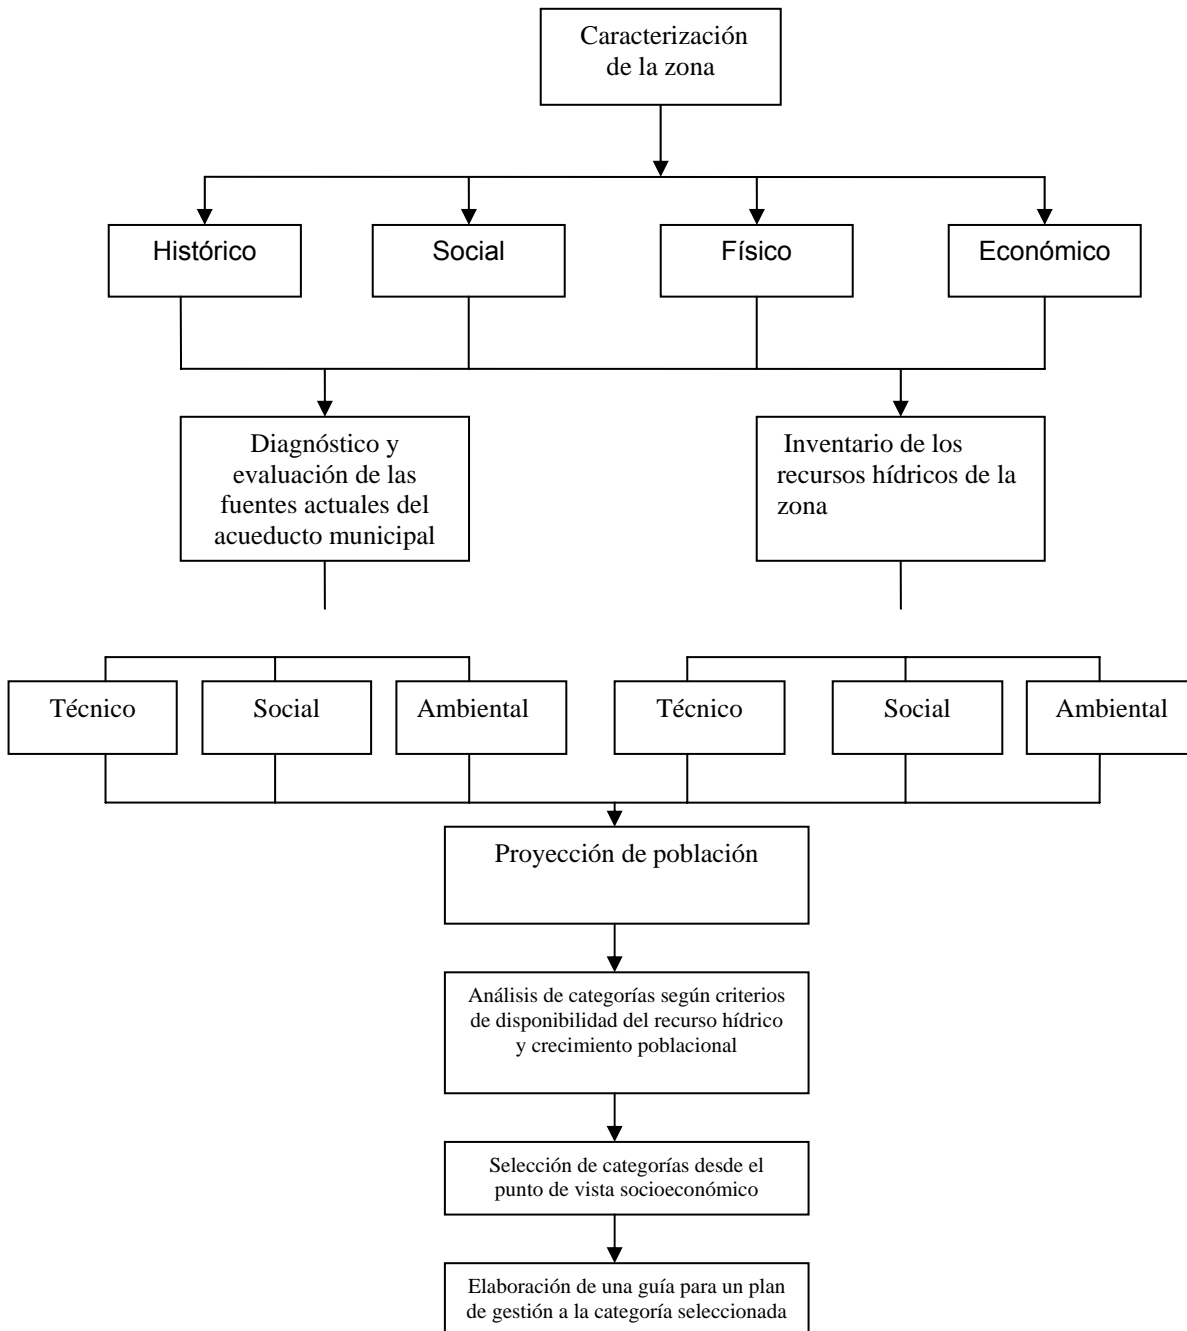 Caracterización
de la zona
Histórico
Social
Físico
Económico
Diagnóstico y
evaluación de las
fuentes actuales del
acueducto municipal
Inventario de los
recursos hídricos de la
zona
Técnico
Social
Ambiental
Técnico
Social
Ambiental
Proyección de población
Análisis de categorías según criterios
de disponibilidad del recurso hídrico
y crecimiento poblacional
Selección de categorías desde el
punto de vista socioeconómico
Elaboración de una guía para un plan
de gestión a la categoría seleccionada